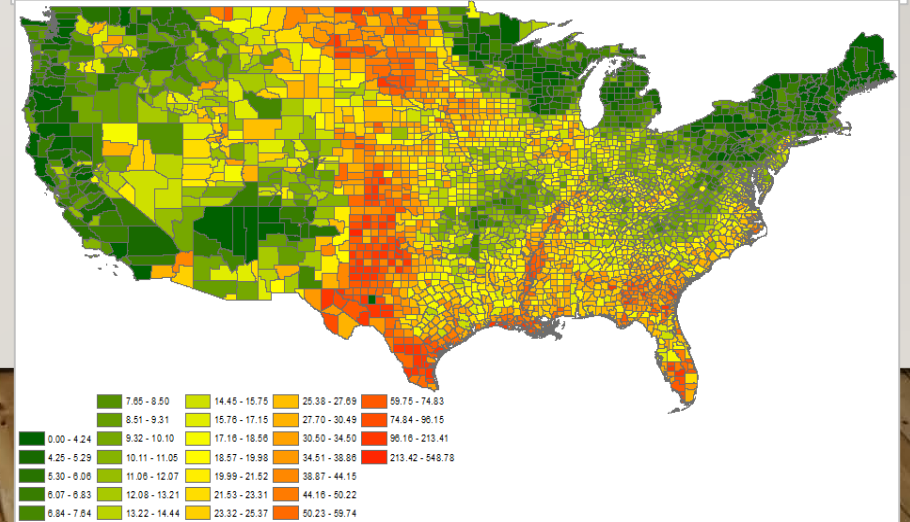 0.00 - 4.24
4.25 - 5.29
5.30 - 6.06
6.07 - 6.83
6.84 - 7.64
7.65 - 8.50
8.51 - 9.31
9.32 - 10.10
10.11 - 11.05
11.06 - 12.07
12.08 - 13.21
13.22 - 14.44
14.45 - 15.75
15.76 - 17.15
17.16 - 18.56
18.57 - 19.98
19.99 - 21.52
21.53 - 23.31
23.32 - 25.37
25.38 - 27.69
27.70 - 30.49
30.50 - 34.50
34.51 - 38.86
38.87 - 44.15
44.16 - 50.22
50.23 - 59.74
59.75 - 74.83
74.84 - 96.15
96.16 - 213.41
213.42 - 548.78